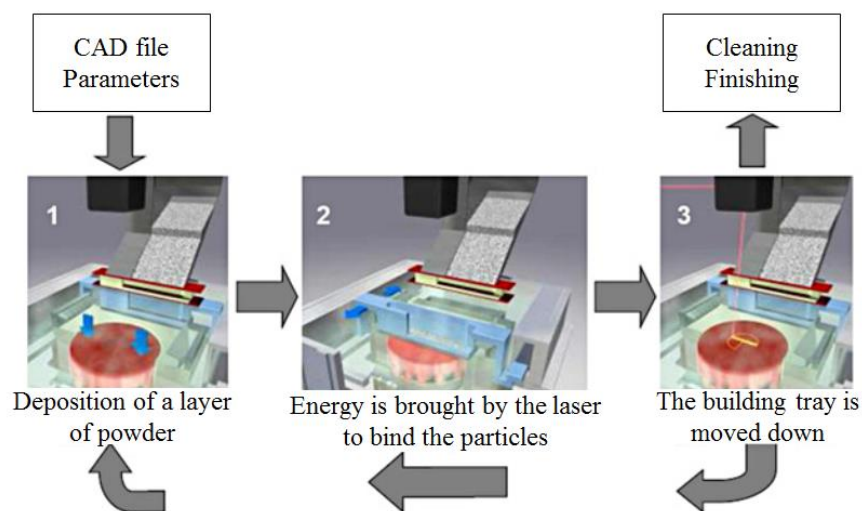 CAD file
Parameters
Cleaning
Finishing
1
2
3
Deposition of a layer
of powder
Energy is brought by the laser
to bind the particles
The building tray is
moved down